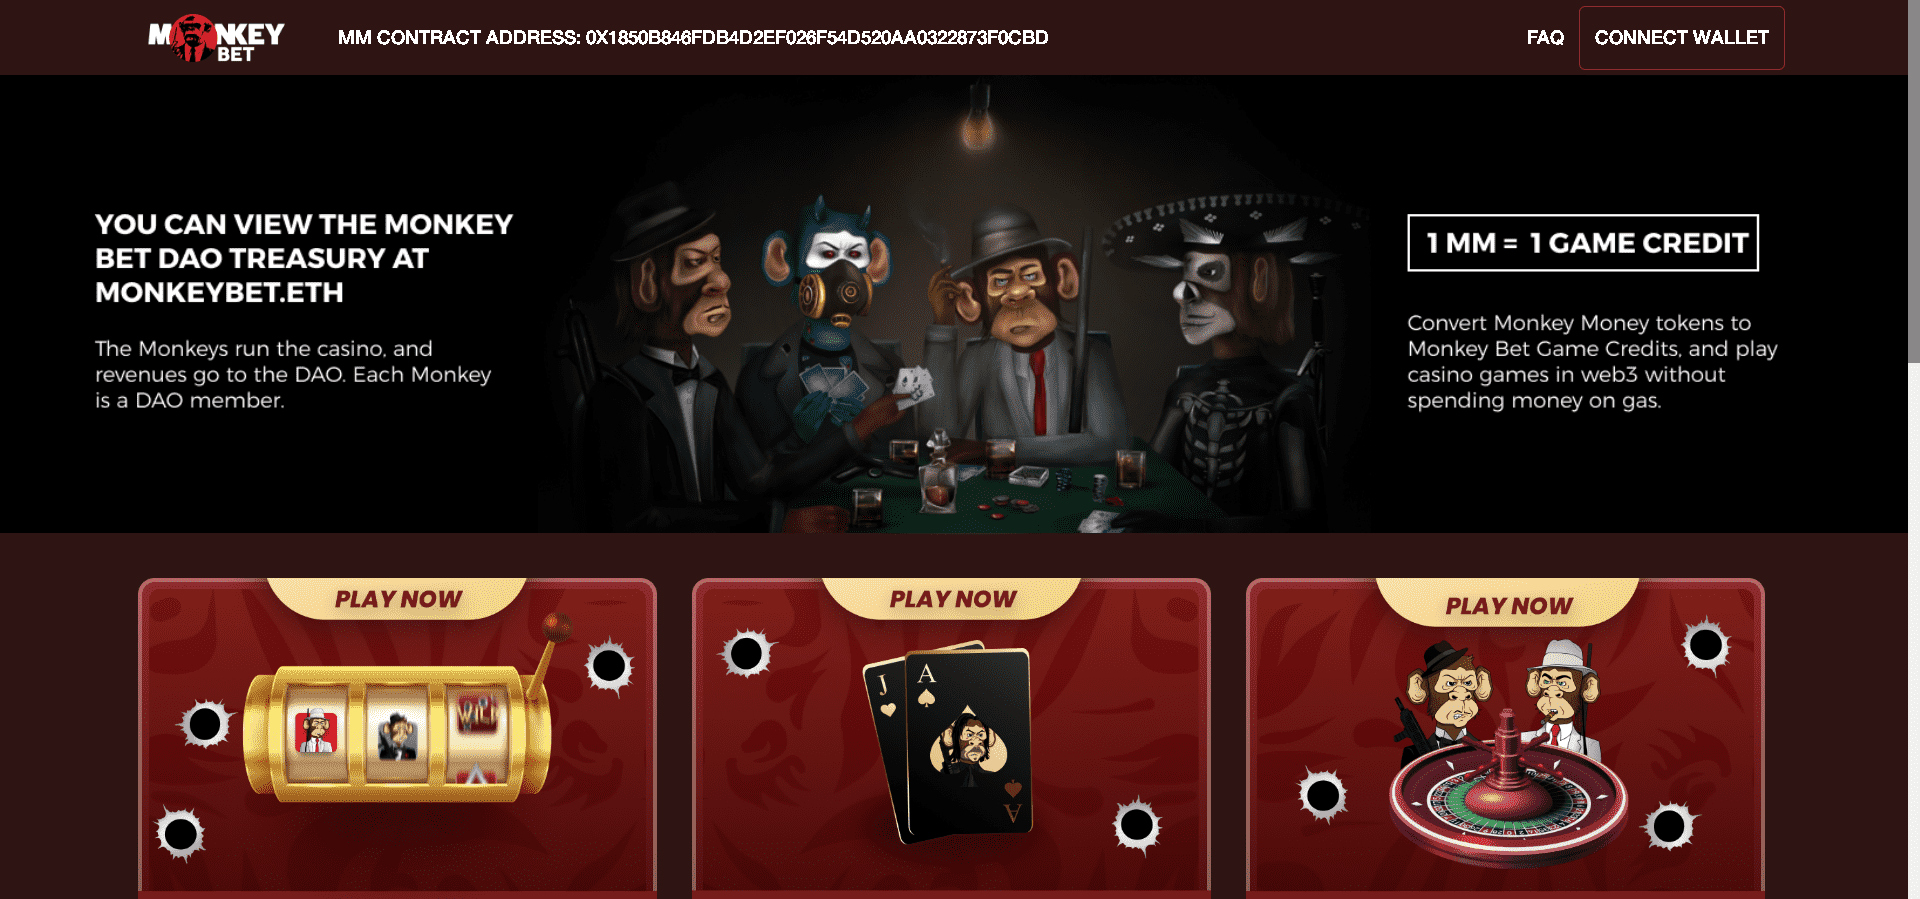 MONKEY
BET
MM CONTRACT ADDRESS: 0X1850B846FDB4D2EF026F54D520AA0322873F0CBD
FAQ
CONNECT WALLET
YOU CAN VIEW THE MONKEY
BET DAO TREASURY AT
MONKEYBET.ETH
The Monkeys run the casino, and
revenues go to the DAO. Each Monkey
is a DAO member.
1 MM = 1 GAME CREDIT
Convert Monkey Money tokens to
Monkey Bet Game Credits, and play
casino games in web3 without
spending money on gas.
PLAY NOW
WILD
PLAY NOW
J
A
A
PLAY NOW